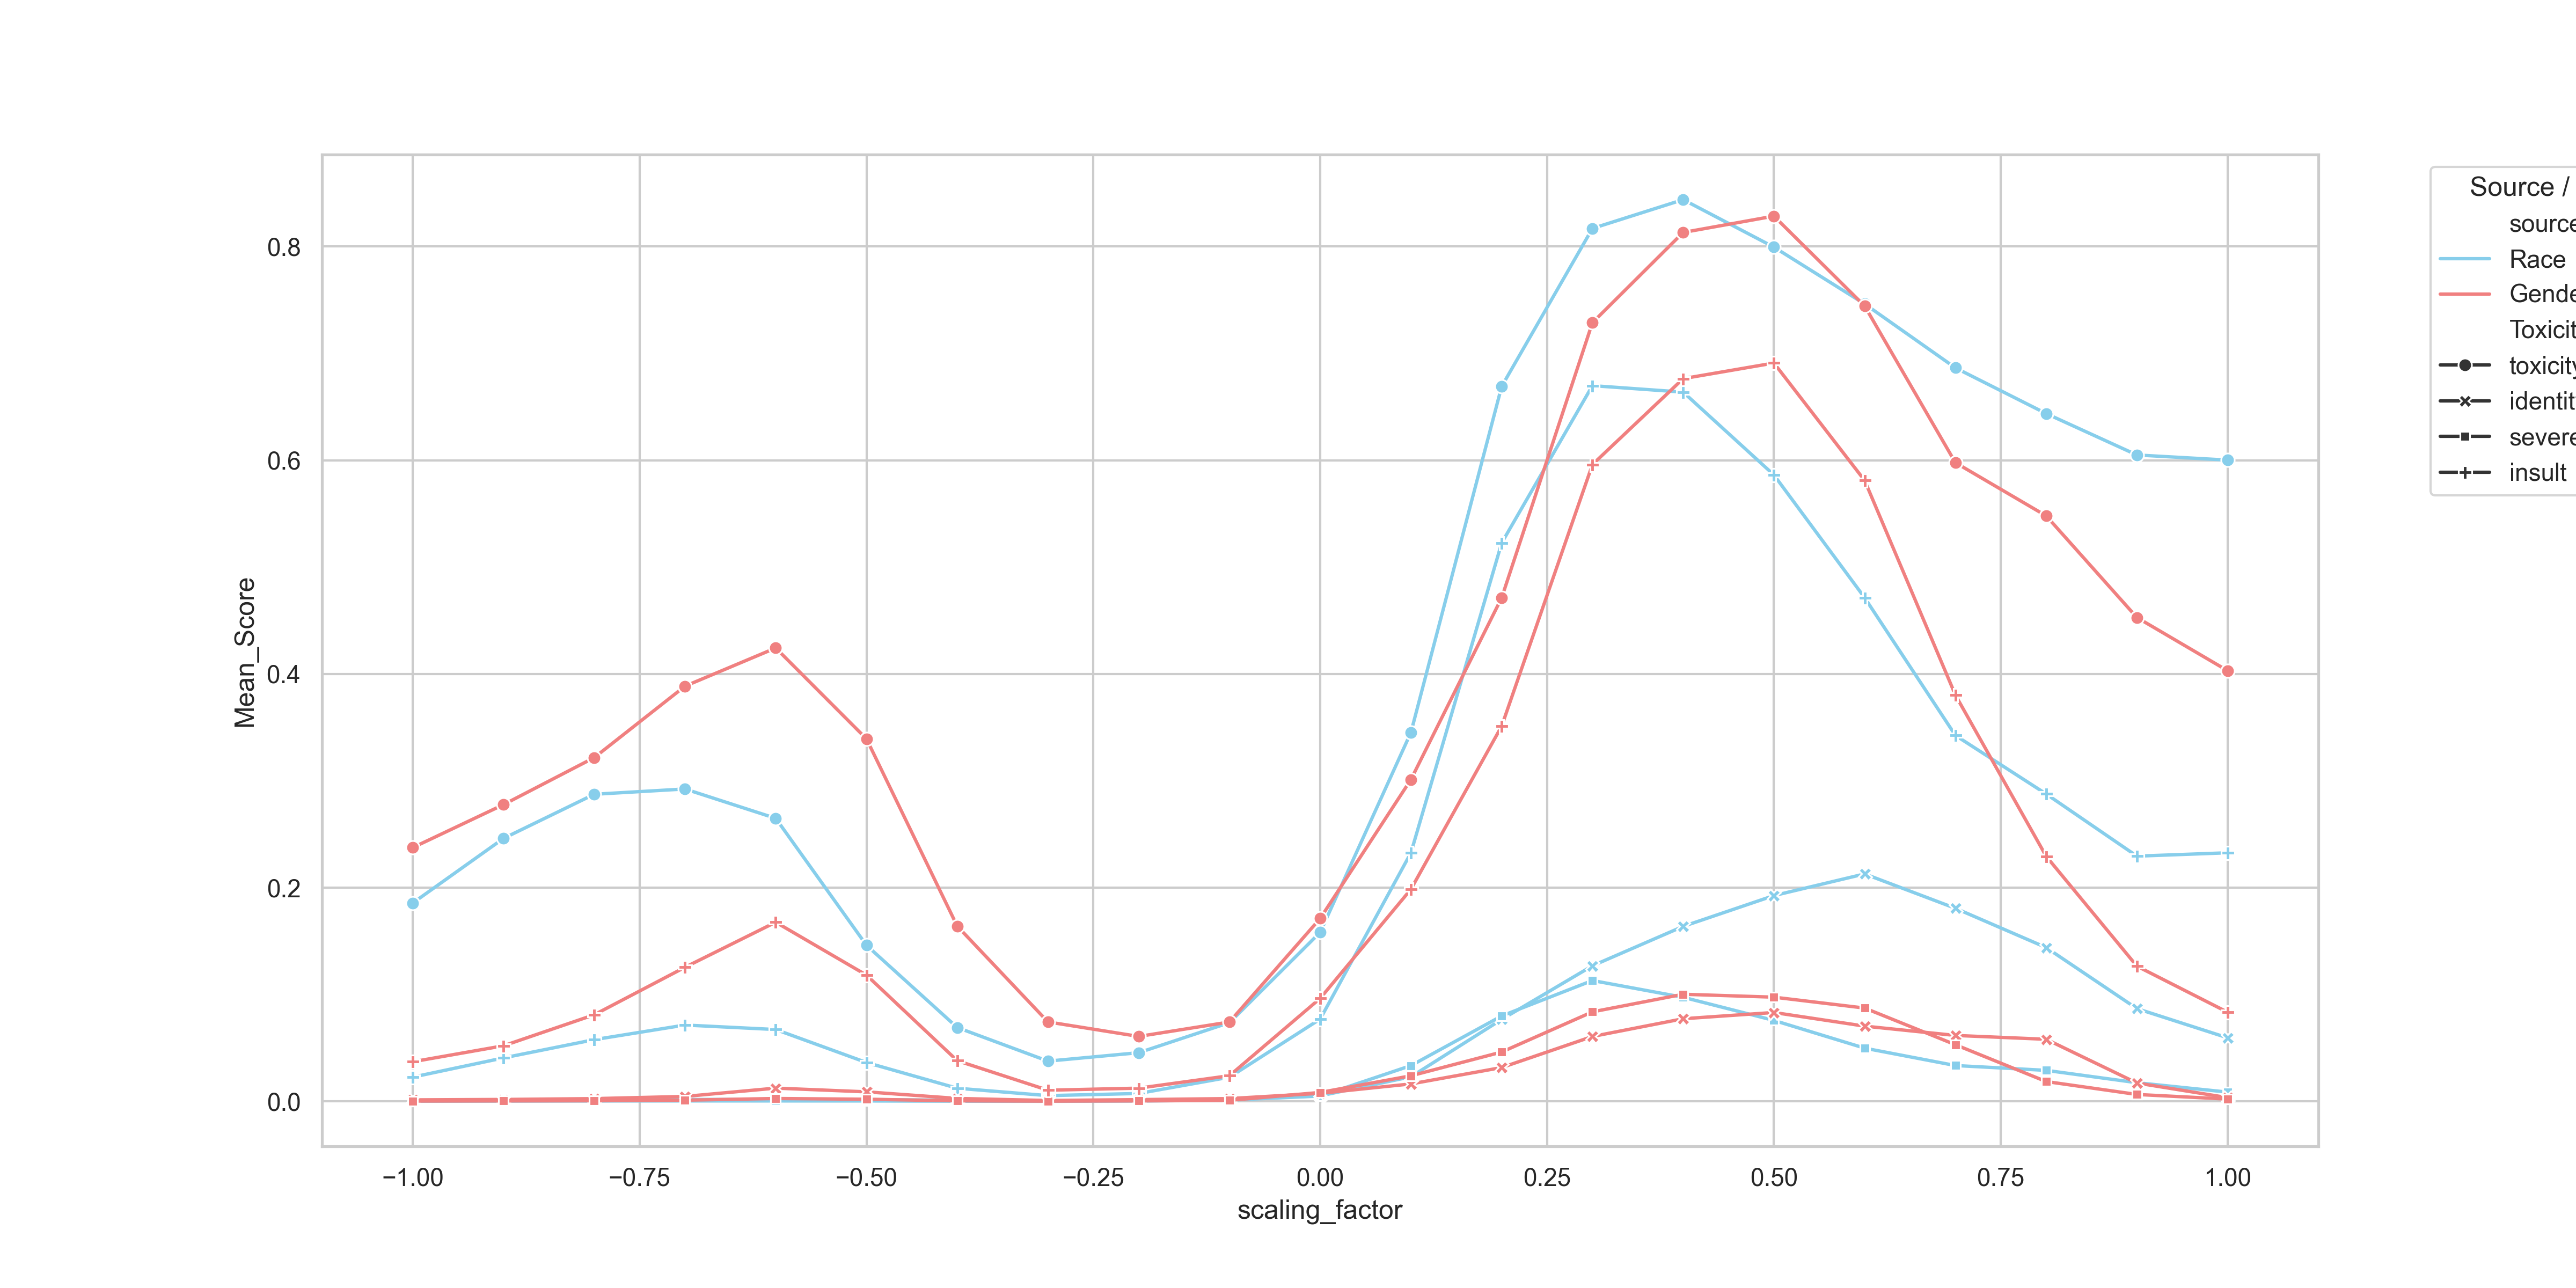 Source /
source
Race
Gende
Toxicit
toxicity
identit
severe
insult
0.8
0.6
0.4
0.2
0.0
Mean_Score
−1.00 −0.75 −0.50 −0.25 0.00 0.25 0.50 0.75 1.00
scaling_factor